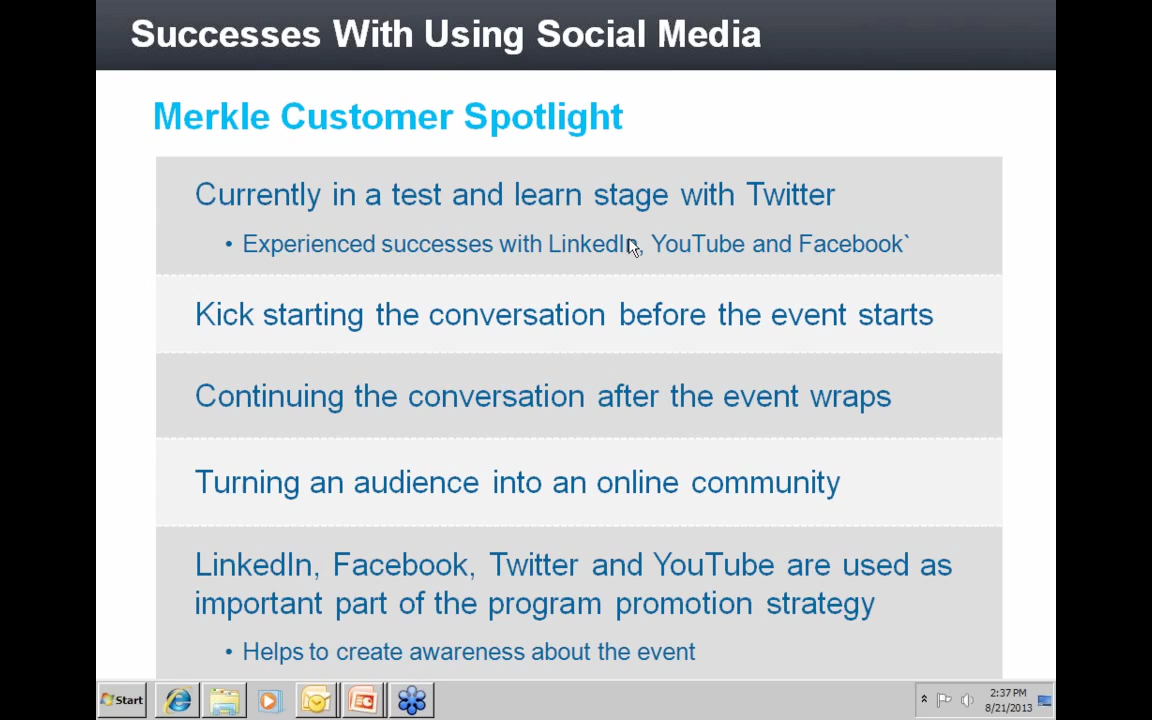 Successes With Using Social Media
Merkle Customer Spotlight
Currently in a test and learn stage with Twitter
• Experienced successes with LinkedIn, YouTube and Facebook`
Kick starting the conversation before the event starts
Continuing the conversation after the event wraps
Turning an audience into an online community
LinkedIn, Facebook, Twitter and YouTube are used as
important part of the program promotion strategy
• Helps to create awareness about the event
Start
2:37 PM
8/21/2013